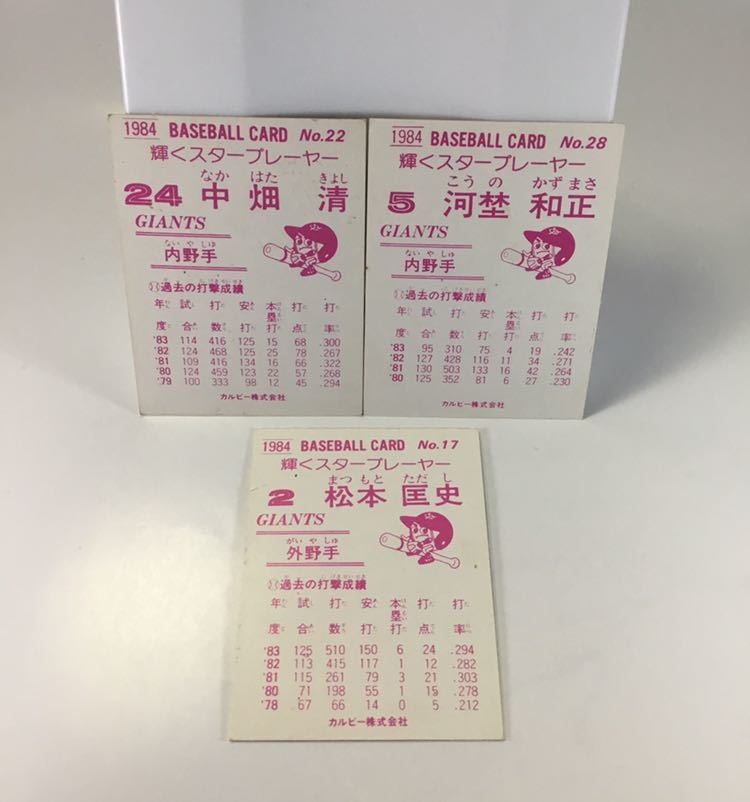 1984 BASEBALL CARD No.22
輝くスタープレーヤー
なか はた きよし
24 中畑 清
GIANTS
ないやしゅ
内野手
過去の打撃成績
年 試 打 安 本 打 打
塁
度 合 数 打 打 点 率
'83 114 416 125 15 68 .300
'82 124 468 125 25 78 .267
'81 109 416 134 16 66 .322
'80 124 459 123 22 57 .268
'79 100 333 98 12 45 .294
カルビー株式会社
1984 BASEBALL CARD No.28
輝くスタープレーヤー
こうの かずまさ
5 河埜 和正
GIANTS
ないやしゅ
内野手
過去の打撃成績
年 試 打 安 本 打 打
塁
度 合 数 打 打 点 率
'83 95 310 75 4 19 .242
'82 127 428 116 11 34 .271
'81 130 503 133 16 42 .264
'80 125 352 81 6 27 .230
カルビー株式会社
1984 BASEBALL CARD No.17
輝くスタープレーヤー
まつもと ただし
2 松本 匡史
GIANTS
がいやしゅ
外野手
過去の打撃成績
年 試 打 安 本 打 打
塁
度 合 数 打 打 点 率
'83 125 510 150 6 24 .294
'82 113 415 117 1 12 .282
'81 115 261 79 3 21 .303
'80 71 198 55 1 15 .278
'78 67 66 14 0 5 .212
カルビー株式会社